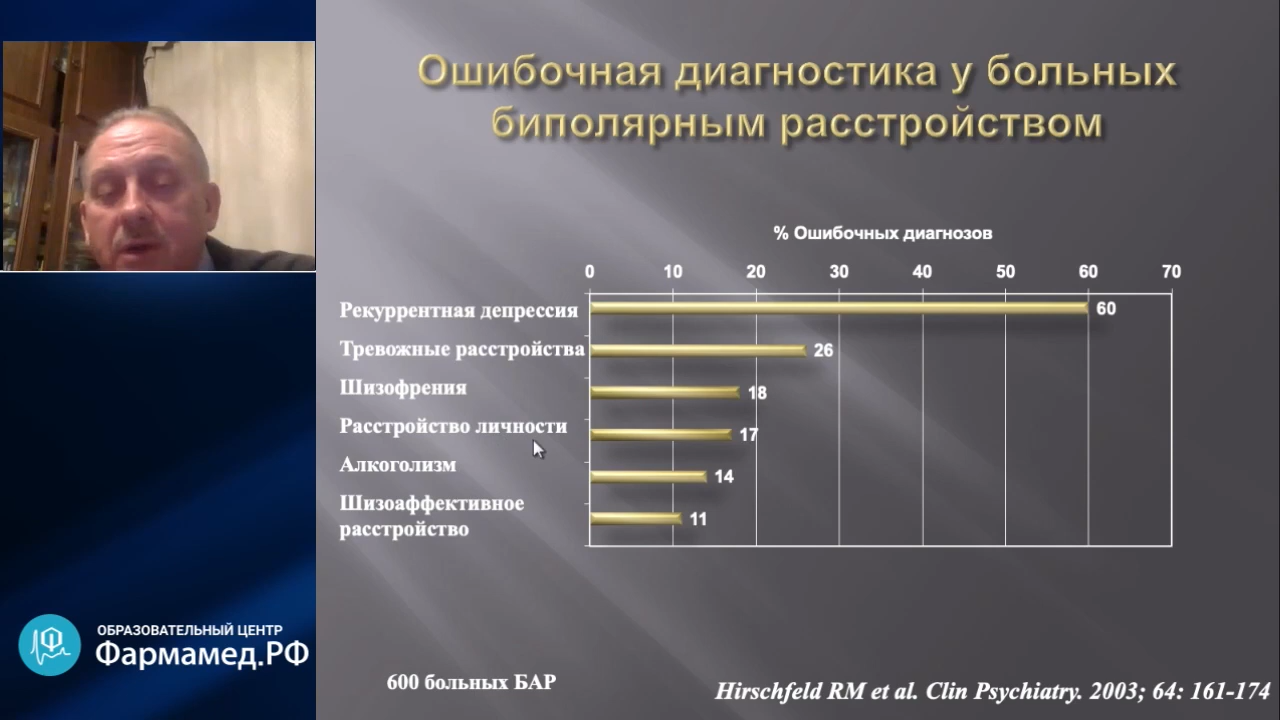 Ошибочная диагностика у больных
биполярным расстройством
% Ошибочных диагнозов
0 10 20 30 40 50 60 70
Рекуррентная депрессия 60
Тревожные расстройства 26
Шизофрения 18
Расстройство личности 17
Алкоголизм 14
Шизоаффективное
расстройство 11
ОБРАЗОВАТЕЛЬНЫЙ ЦЕНТР
Фармамед.РФ
600 больных БАР
Hirschfeld RM et al. Clin Psychiatry. 2003; 64: 161-174